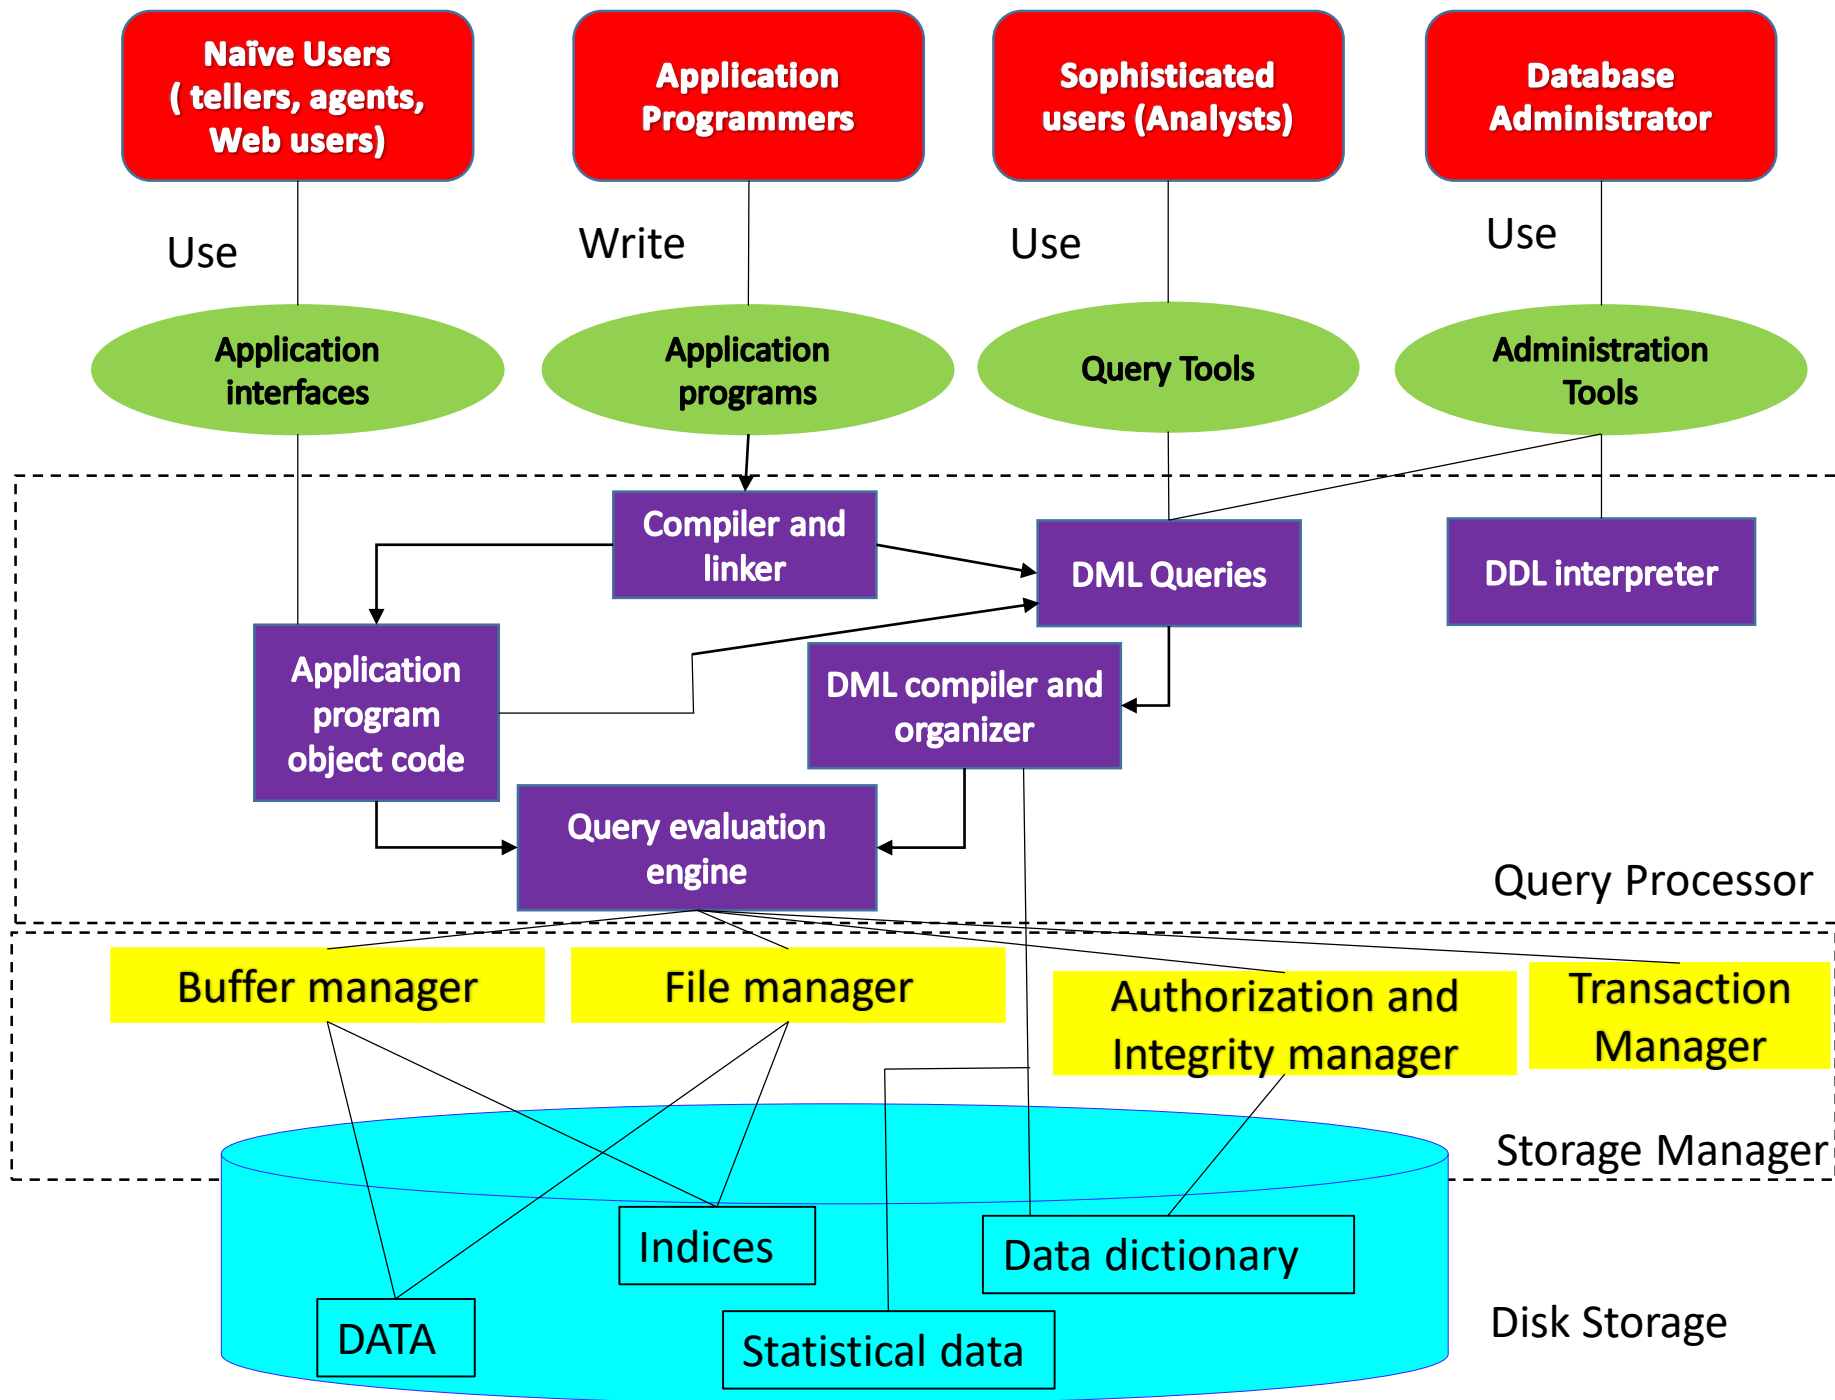 Naïve Users
( tellers, agents,
Web users)
Application
Programmers
Sophisticated
users (Analysts)
Database
Administrator
Use
Write
Use
Use
Application
interfaces
Application
programs
Query Tools
Administration
Tools
Compiler and
linker
DML Queries
DDL interpreter
Application
program
object code
DML compiler and
organizer
Query evaluation
engine
Query Processor
Buffer manager
File manager
Authorization and
Integrity manager
Transaction
Manager
Storage Manager
Indices
Data dictionary
DATA
Statistical data
Disk Storage